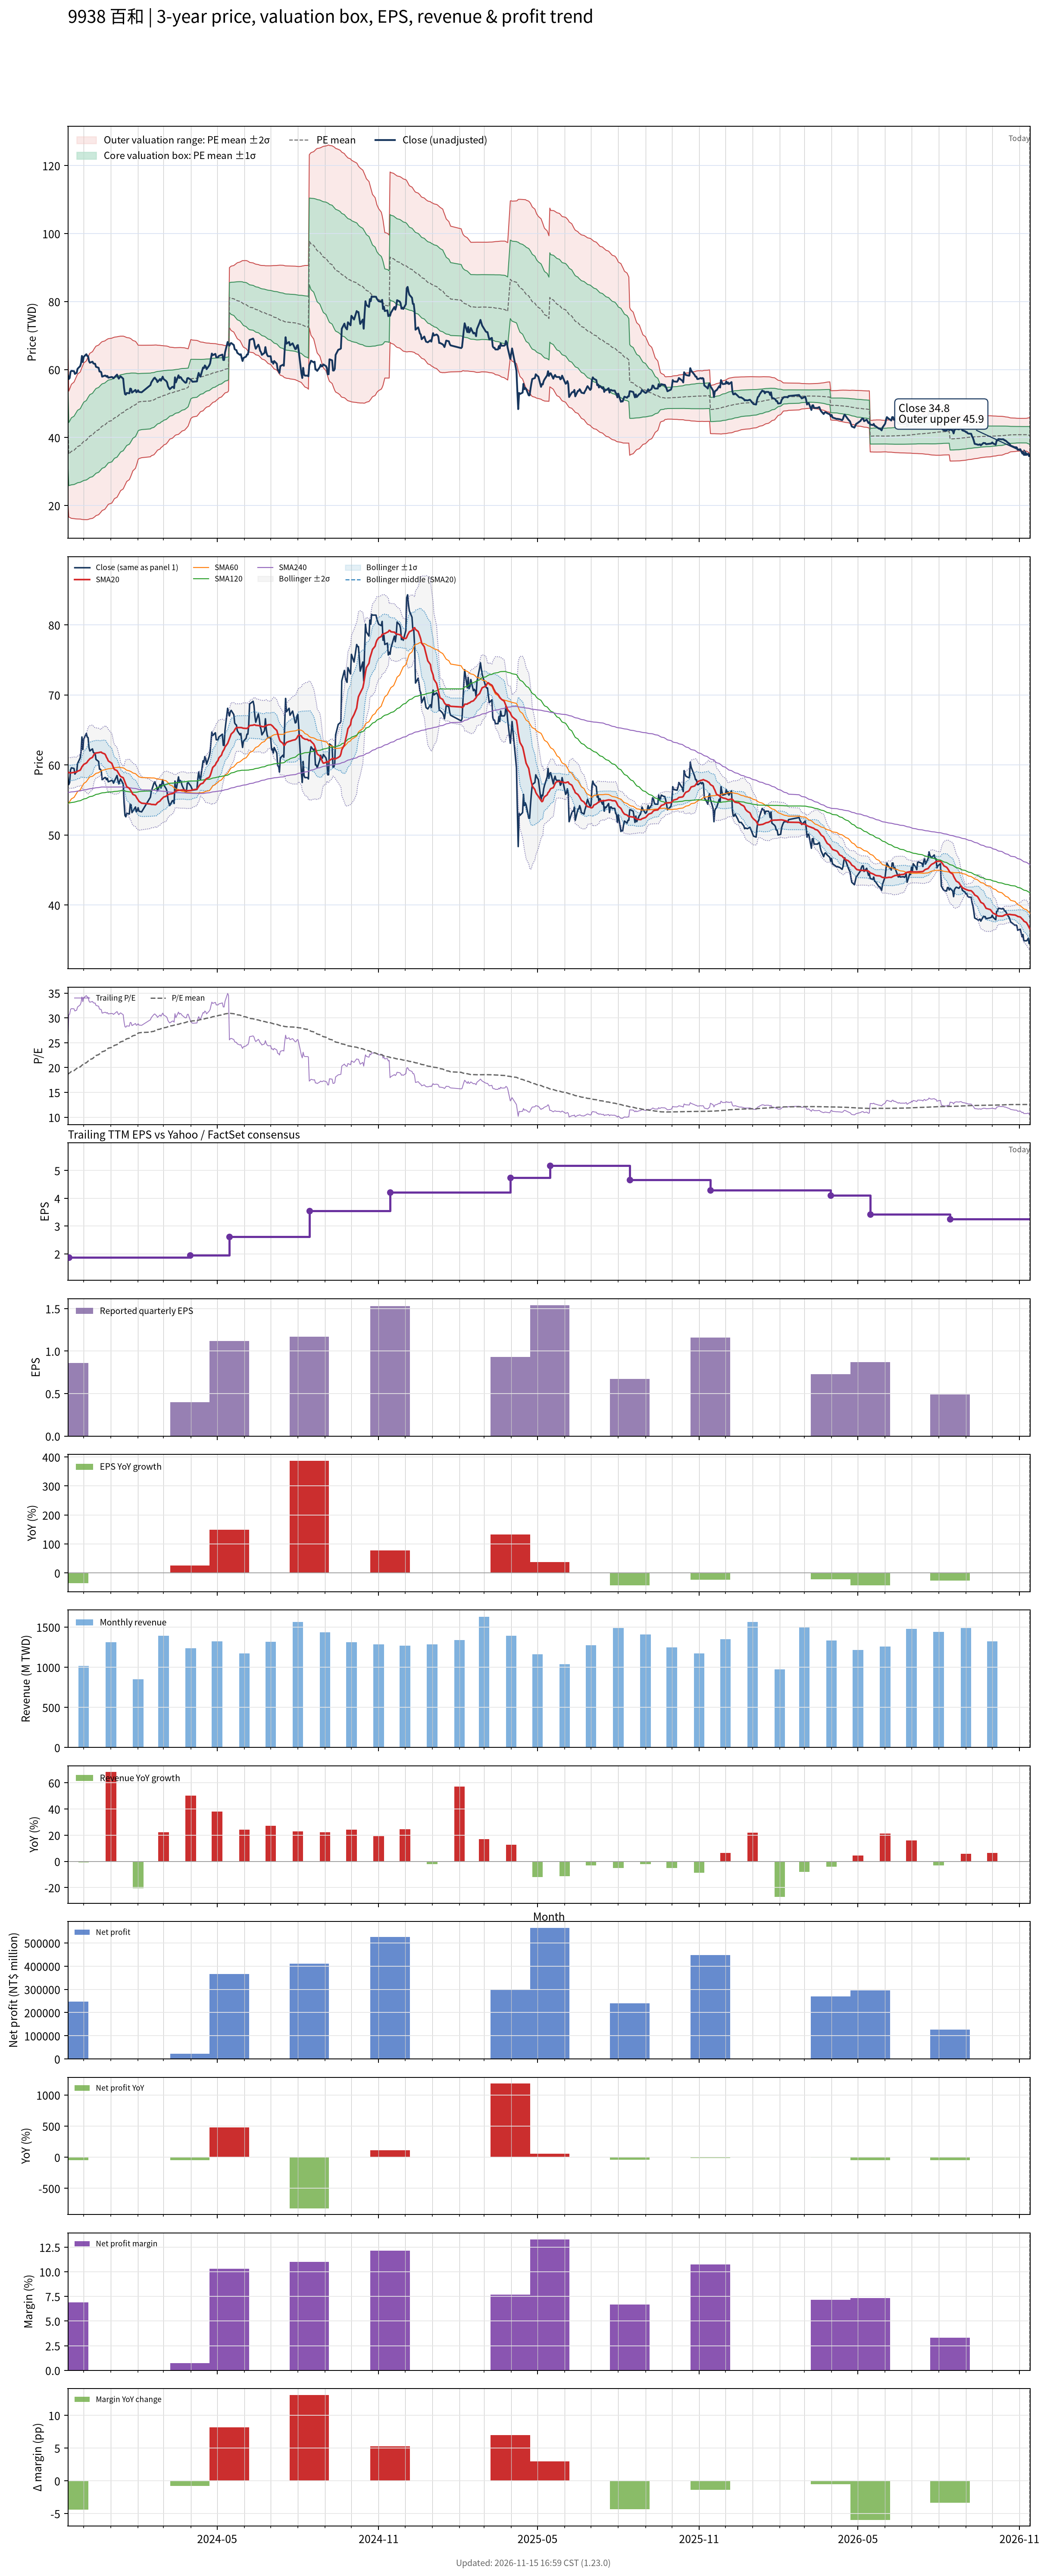 9938 百和 | 3-year price, valuation box, EPS, revenue & profit trend
Outer valuation range: PE mean ±2σ
PE mean
Close (unadjusted)
Core valuation box: PE mean ±1σ
Today
Price (TWD)
120
100
80
60
40
20
Close 34.8
Outer upper 45.9
Close (same as panel 1)
SMA60
SMA240
Bollinger ±1σ
SMA20
SMA120
Bollinger ±2σ
Bollinger middle (SMA20)
Price
80
70
60
50
40
Trailing P/E
P/E mean
P/E
35
30
25
20
15
10
Trailing TTM EPS vs Yahoo / FactSet consensus
Today
EPS
5
4
3
2
Reported quarterly EPS
EPS
1.5
1.0
0.5
0.0
EPS YoY growth
YoY (%)
400
300
200
100
0
Monthly revenue
Revenue (M TWD)
1500
1000
500
0
Revenue YoY growth
YoY (%)
60
40
20
0
-20
Month
Net profit
Net profit (NT$ million)
500000
400000
300000
200000
100000
0
Net profit YoY
YoY (%)
1000
500
0
-500
Net profit margin
Margin (%)
12.5
10.0
7.5
5.0
2.5
0.0
Margin YoY change
Δ margin (pp)
10
5
0
-5
2024-05
2024-11
2025-05
2025-11
2026-05
2026-11
Updated: 2026-11-15 16:59 CST (1.23.0)